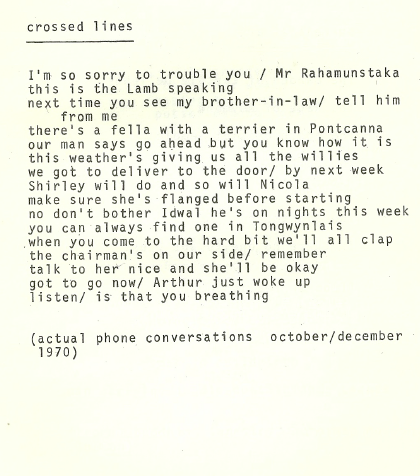 crossed lines
I'm so sorry to trouble you / Mr Rahamunstaka
this is the Lamb speaking
next time you see my brother-in-law/ tell him
from me
there's a fella with a terrier in Pontcanna
our man says go ahead but you know how it is
this weather's giving us all the willies
we got to deliver to the door/ by next week
Shirley will do and so will Nicola
make sure she's flanged before starting
no don't bother Idwal he's on nights this week
you can always find one in Tongwynlais
when you come to the hard bit we'll all clap
the chairman's on our side/ remember
talk to her nice and she'll be okay
got to go now/ Arthur just woke up
listen/ is that you breathing
(actual phone conversations october/december
1970)